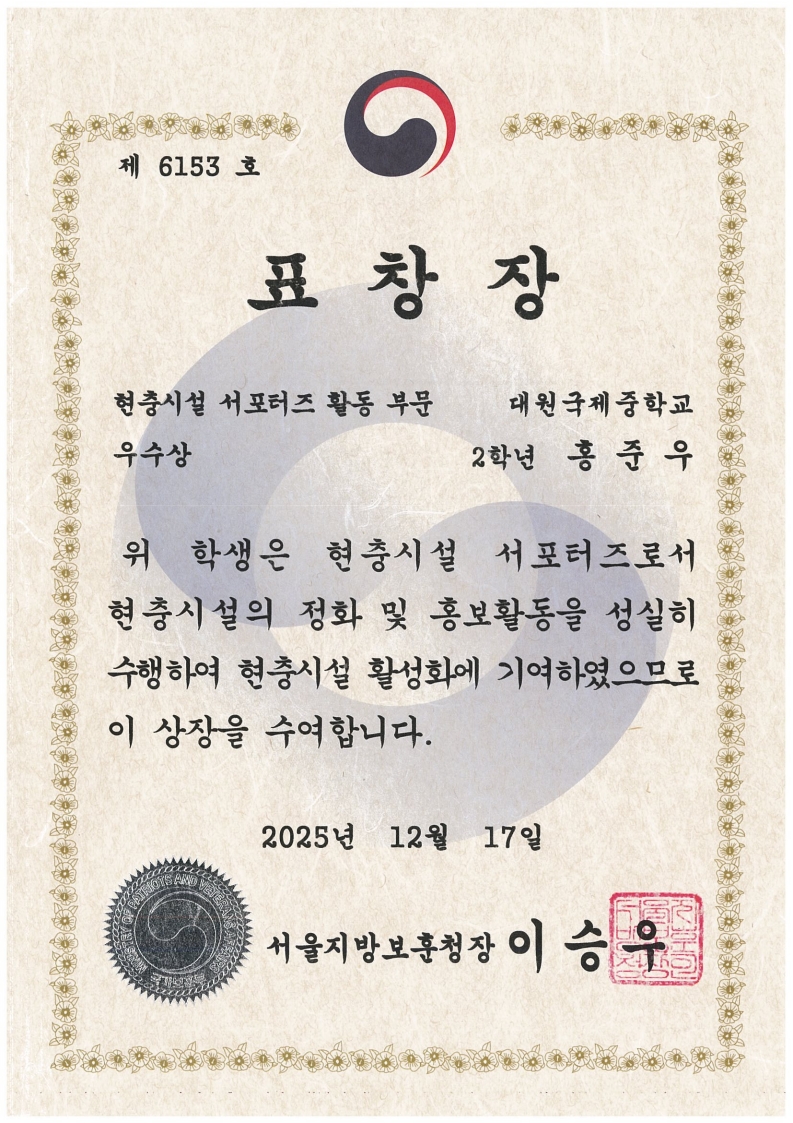 제 6153 호
표 창 장
현충시설 서포터즈 활동 부문 대원국제중학교
우수상 2학년 홍 준 우
위 학생은 현충시설 서포터즈로서
현충시설의 정화 및 홍보활동을 성실히
수행하여 현충시설 활성화에 기여하였으므로
이 상장을 수여합니다.
2025년 12월 17일
서울지방보훈청장 이 승 우